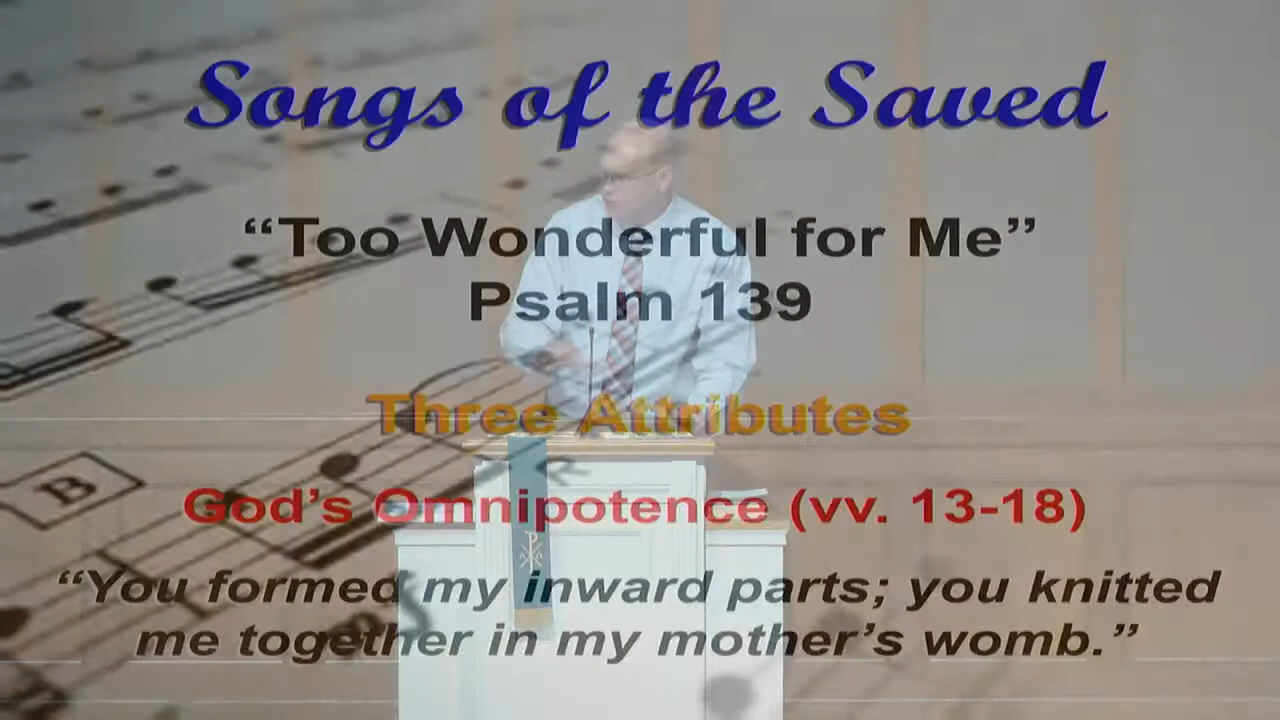 Songs of the Saved
“Too Wonderful for Me”
Psalm 139
Three Attributes
God’s Omnipotence (vv. 13-18)
“You formed my inward parts; you knitted
me together in my mother’s womb.”
B